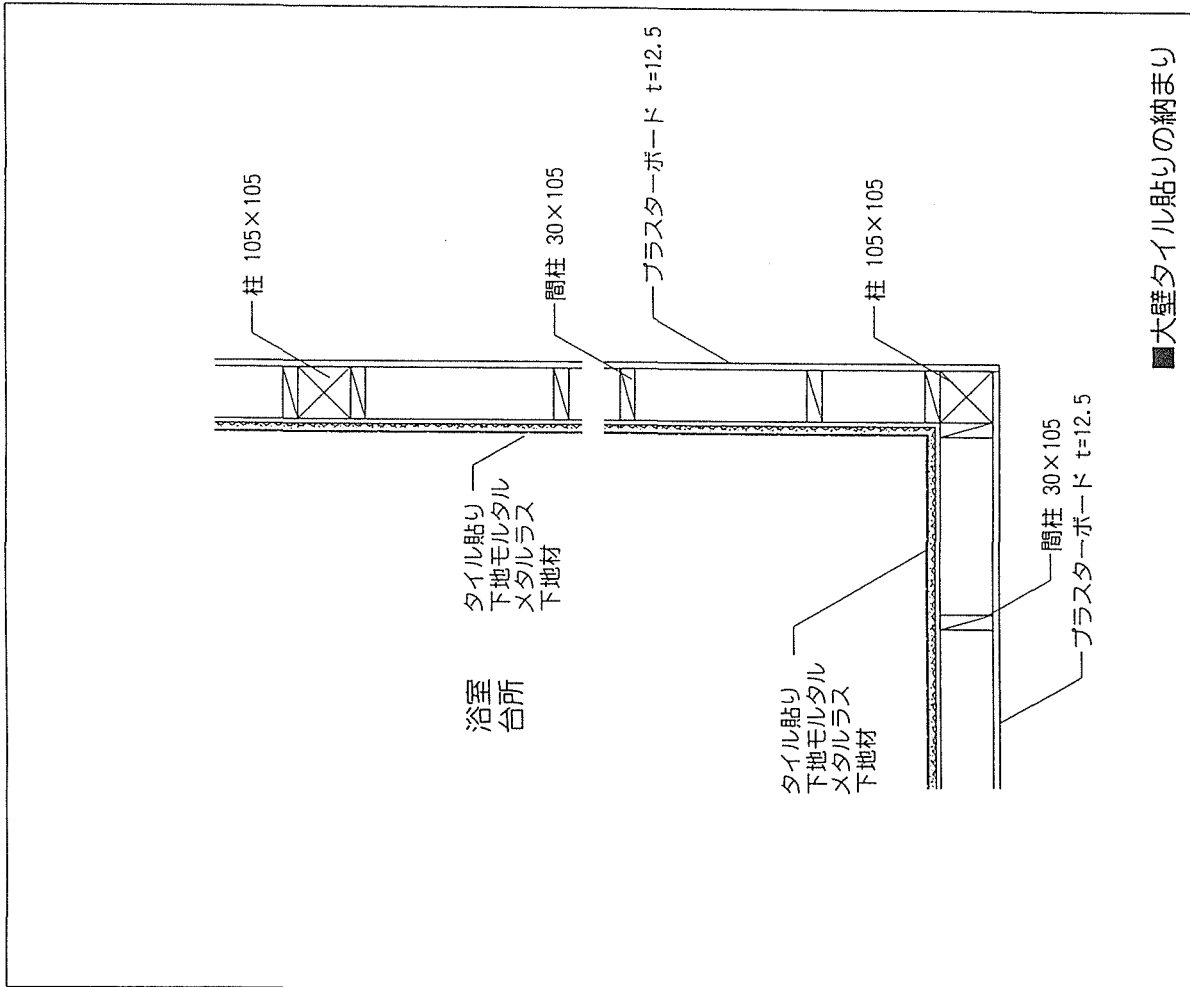 柱 105×105
間柱 30×105
プラスターボード t=12.5
柱 105×105
タイル貼り
下地モルタル
メタルラス
下地材
浴室
台所
タイル貼り
下地モルタル
メタルラス
下地材
間柱 30×105
プラスターボード t=12.5
■大壁タイル貼りの納まり